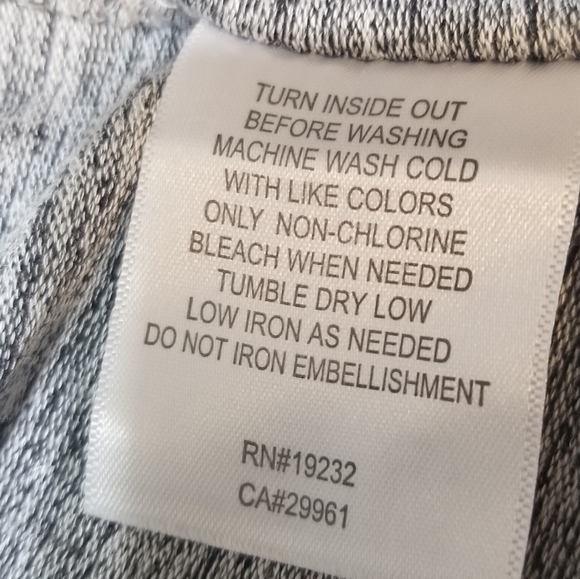 TURN INSIDE OUT
BEFORE WASHING
MACHINE WASH COLD
WITH LIKE COLORS
ONLY NON-CHLORINE
BLEACH WHEN NEEDED
TUMBLE DRY LOW
LOW IRON AS NEEDED
DO NOT IRON EMBELLISHMENT
RN#19232
CA#29961